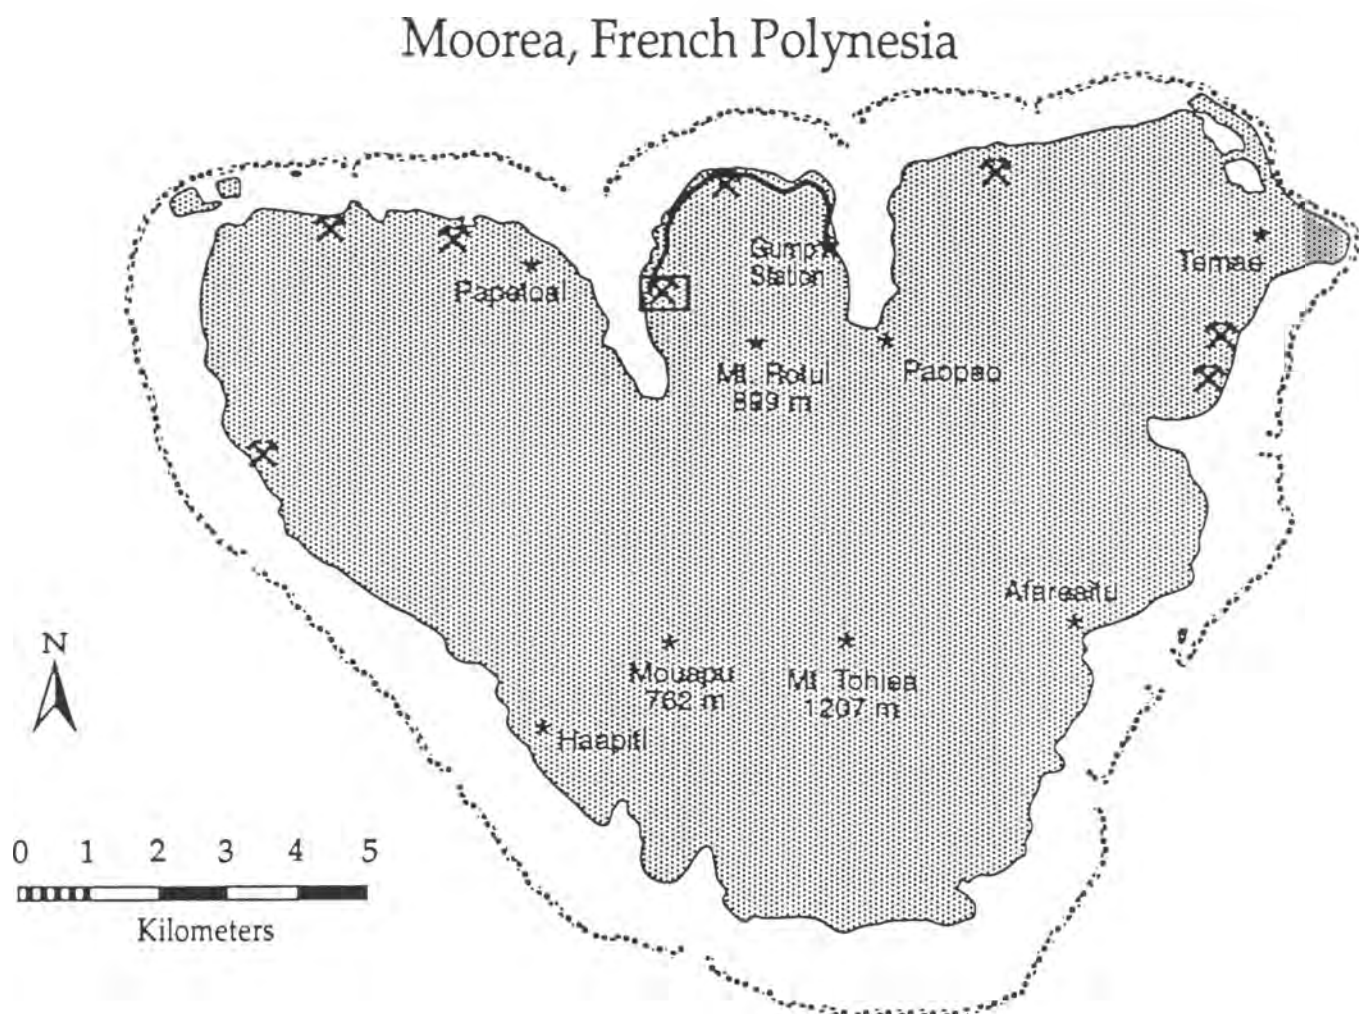 Moorea, French Polynesia
Gump
Station
Temae
Papetoai
Mt. Rotui
899 m
Paopao
Afareaitu
N
Mouapu
762 m
Mt. Tohiea
1207 m
Haapiti
0 1 2 3 4 5
Kilometers